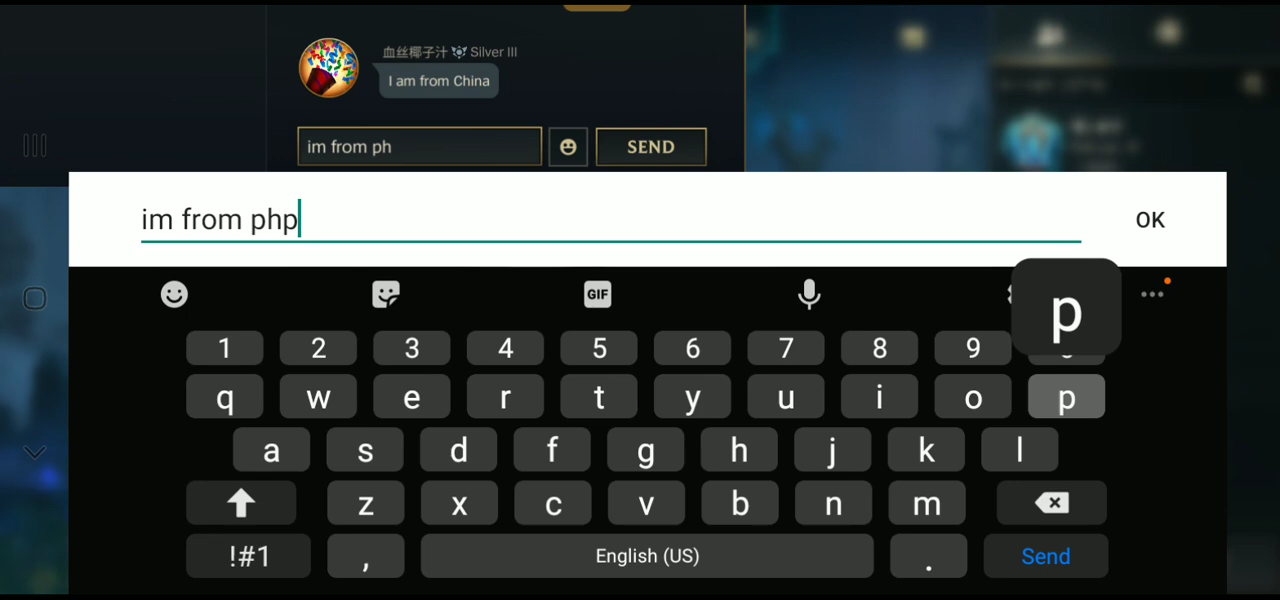 血丝椰子汁 Silver III
I am from China
im from ph
SEND
im from php
OK
GIF
p
1 2 3 4 5 6 7 8 9
q w e r t y u i o p
a s d f g h j k l
z x c v b n m
!#1 , English (US) . Send